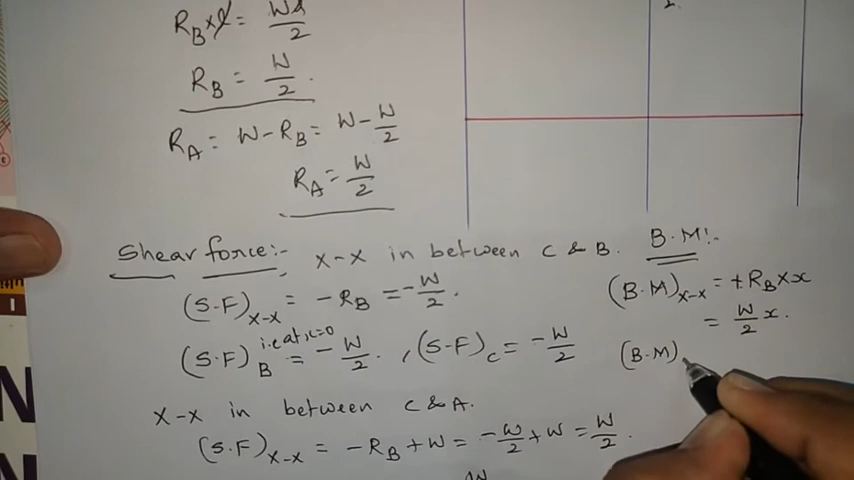 R_B × l = Wl/2
R_B = W/2.
R_A = W - R_B = W - W/2
R_A = W/2
Shear force:- X-X in between C & B.
(S.F)_X-X = -R_B = -W/2.
(S.F)_B i.e at x=0 = -W/2. , (S.F)_C = -W/2
X-X in between C & A.
(S.F)_X-X = -R_B + W = -W/2 + W = W/2.
B.M:-
(B.M)_X-X = +R_B × x
= W/2 x.
(B.M)